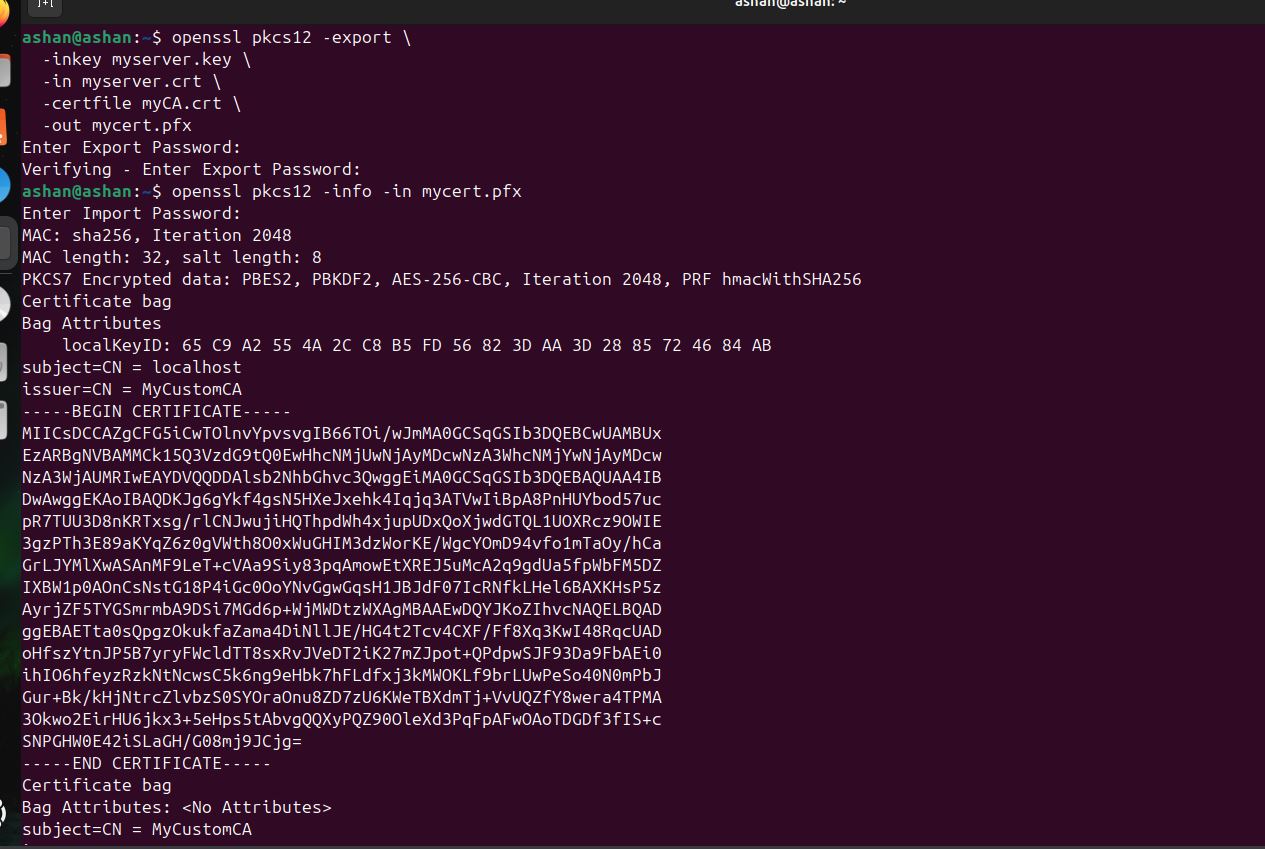 ashan@ashan: ~
ashan@ashan:~$ openssl pkcs12 -export \
  -inkey myserver.key \
  -in myserver.crt \
  -certfile myCA.crt \
  -out mycert.pfx
Enter Export Password:
Verifying - Enter Export Password:
ashan@ashan:~$ openssl pkcs12 -info -in mycert.pfx
Enter Import Password:
MAC: sha256, Iteration 2048
MAC length: 32, salt length: 8
PKCS7 Encrypted data: PBES2, PBKDF2, AES-256-CBC, Iteration 2048, PRF hmacWithSHA256
Certificate bag
Bag Attributes
    localKeyID: 65 C9 A2 55 4A 2C C8 B5 FD 56 82 3D AA 3D 28 85 72 46 84 AB
subject=CN = localhost
issuer=CN = MyCustomCA
-----BEGIN CERTIFICATE-----
MIICsDCCAZgCFG5iCwTOlnvYpvsvgIB66TOi/wJmMA0GCSqGSIb3DQEBCwUAMBUx
EzARBgNVBAMMCk15Q3VzdG9tQ0EwHhcNMjUwNjAyMDcwNzA3WhcNMjYwNjAyMDcw
NzA3WjAUMRIwEAYDVQQDDAlsb2NhbGhvc3QwggEiMA0GCSqGSIb3DQEBAQUAA4IB
DwAwggEKAoIBAQDKJg6gYkf4gsN5HXeJxehk4Iqjq3ATVwIiBpA8PnHUYbod57uc
pR7TUU3D8nKRTxsg/rlCNJwujiHQThpdWh4xjupUDxQoXjwdGTQL1UOXRcz9OWIE
3gzPTh3E89aKYqZ6z0gVWth8O0xWuGHIM3dzWorKE/WgcYOmD94vfo1mTaOy/hCa
GrLJYMlXwASAnMF9LeT+cVAa9Siy83pqAmowEtXREJ5uMcA2q9gdUa5fpWbFM5DZ
IXBW1p0AOnCsNstG18P4iGc0OoYNvGgwGqsH1JBJdF07IcRNfkLHel6BAXKHsP5z
AyrjZF5TYGSmrmbA9DSi7MGd6p+WjMWDtzWXAgMBAAEwDQYJKoZIhvcNAQELBQAD
ggEBAETta0sQpgzOkukfaZama4DiNllJE/HG4t2Tcv4CXF/Ff8Xq3KwI48RqcUAD
oHfszYtnJP5B7yryFWcldTT8sxRvJVeDT2iK27mZJpot+QPdpwSJF93Da9FbAEi0
ihIO6hfeyzRzkNtNcwsC5k6ng9eHbk7hFLdfxj3kMWOKLf9brLUwPeSo40N0mPbJ
Gur+Bk/kHjNtrcZlvbzS0SYOraOnu8ZD7zU6KWeTBXdmTj+VvUQZfY8wera4TPMA
3Okwo2EirHU6jkx3+5eHps5tAbvgQQXyPQZ90OleXd3PqFpAFwOAoTDGDf3fIS+c
SNPGHW0E42iSLaGH/G08mj9JCjg=
-----END CERTIFICATE-----
Certificate bag
Bag Attributes: <No Attributes>
subject=CN = MyCustomCA